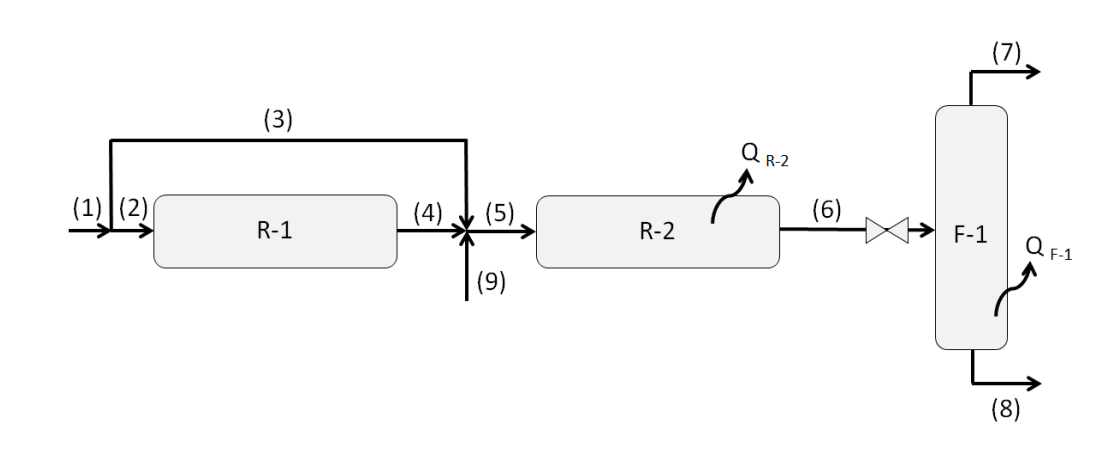 (7)
(3)
Q R-2
(1)
(2)
R-1
(4)
(5)
R-2
(6)
F-1
Q F-1
(9)
(8)